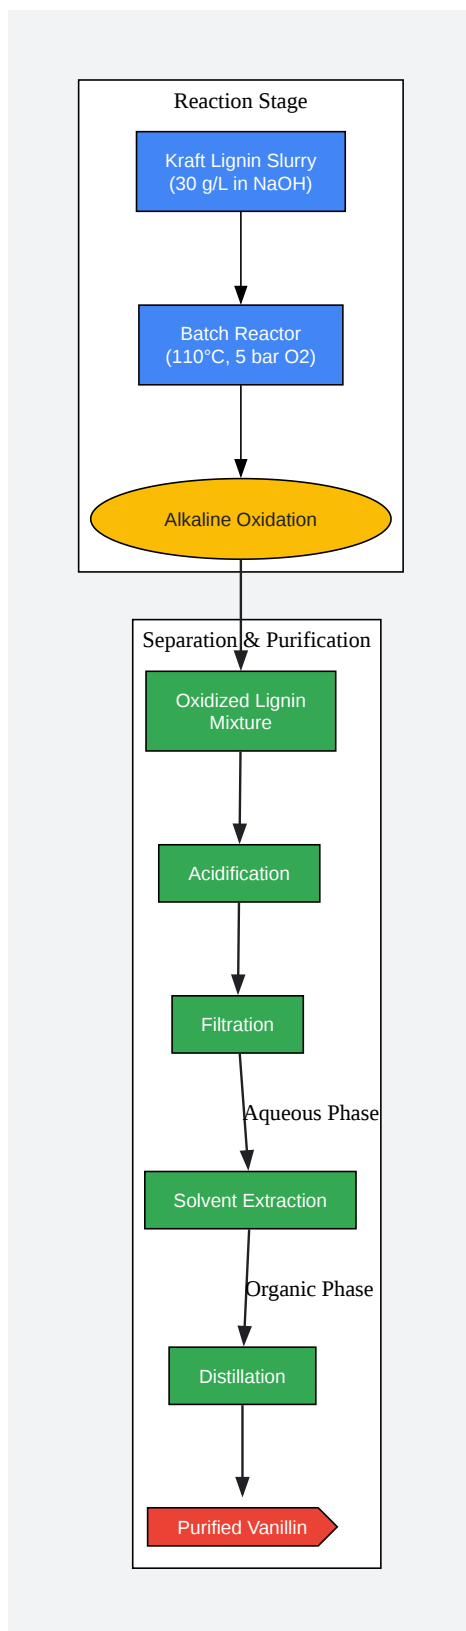 Reaction Stage
Kraft Lignin Slurry
(30 g/L in NaOH)
Batch Reactor
(110°C, 5 bar O2)
Alkaline Oxidation
Separation & Purification
Oxidized Lignin
Mixture
Acidification
Filtration
Aqueous Phase
Solvent Extraction
Organic Phase
Distillation
Purified Vanillin